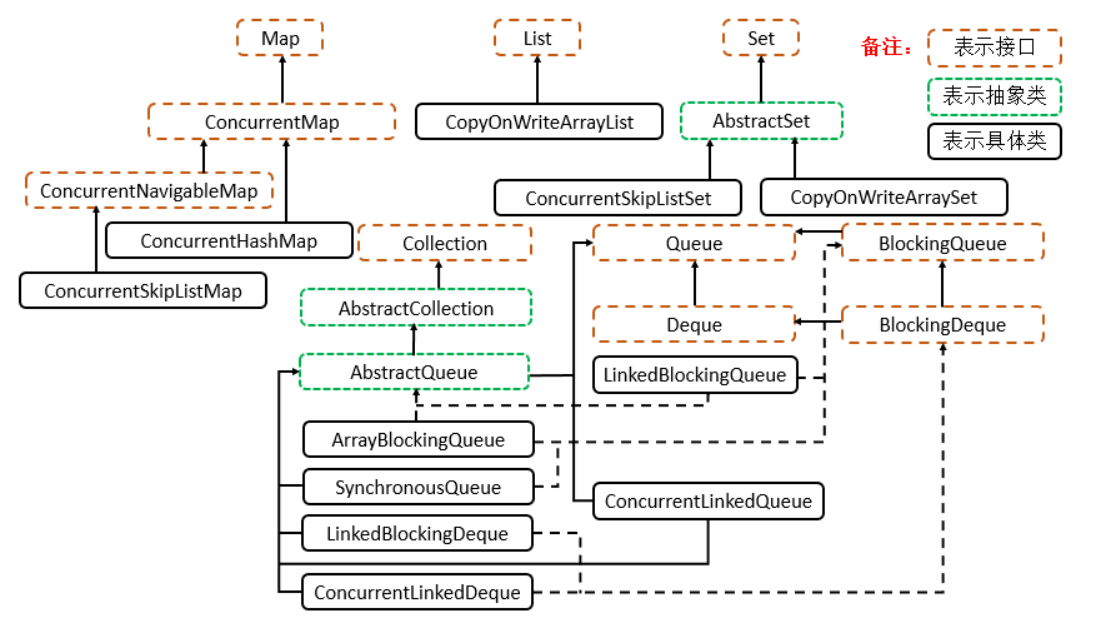 Map
List
Set
备注：
表示接口
表示抽象类
表示具体类
ConcurrentMap
CopyOnWriteArrayList
AbstractSet
ConcurrentNavigableMap
ConcurrentSkipListSet
CopyOnWriteArraySet
ConcurrentHashMap
Collection
Queue
BlockingQueue
ConcurrentSkipListMap
AbstractCollection
Deque
BlockingDeque
AbstractQueue
LinkedBlockingQueue
ArrayBlockingQueue
SynchronousQueue
ConcurrentLinkedQueue
LinkedBlockingDeque
ConcurrentLinkedDeque